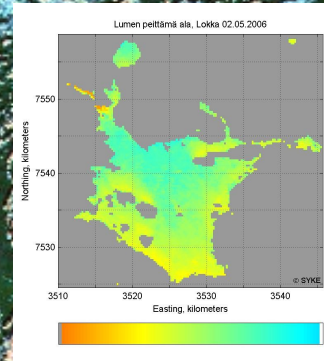 Lumen peittämä ala, Lokka 02.05.2006
Northing, kilometers
7550
7540
7530
© SYKE
3510 3520 3530 3540
Easting, kilometers